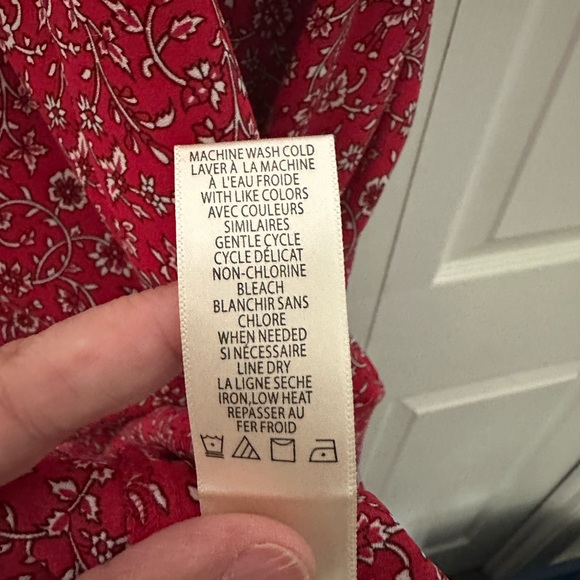 MACHINE WASH COLD
LAVER À LA MACHINE
À L'EAU FROIDE
WITH LIKE COLORS
AVEC COULEURS
SIMILAIRES
GENTLE CYCLE
CYCLE DÉLICAT
NON-CHLORINE
BLEACH
BLANCHIR SANS
CHLORE
WHEN NEEDED
SI NÉCESSAIRE
LINE DRY
LA LIGNE SECHE
IRON,LOW HEAT
REPASSER AU
FER FROID